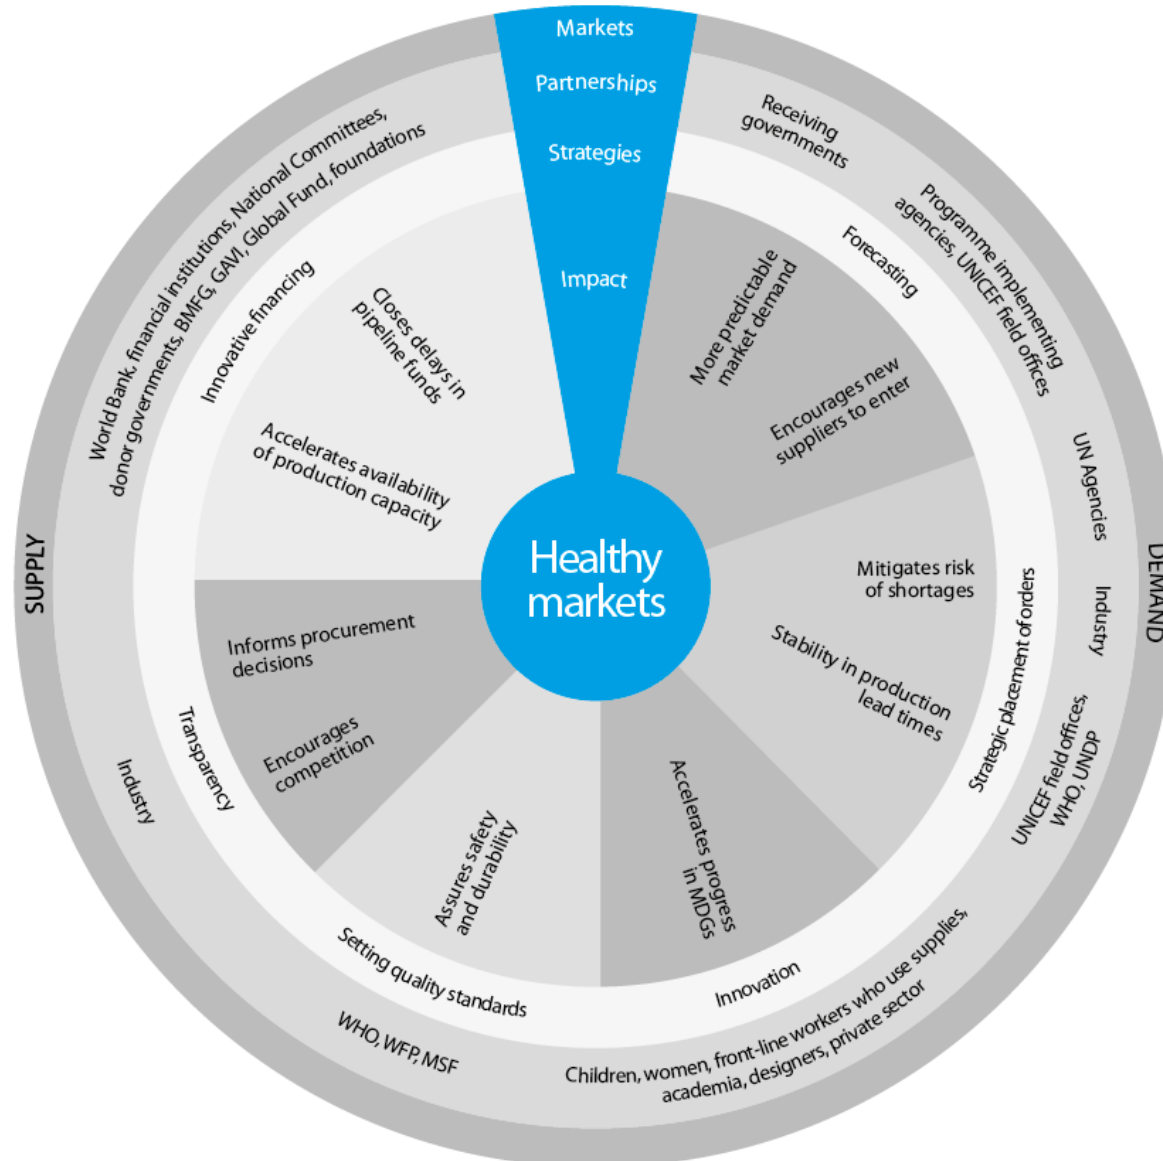 Markets
Partnerships
Strategies
Impact
Healthy
markets
SUPPLY
DEMAND
Receiving
governments
Programme implementing
agencies, UNICEF field offices
UN Agencies
Industry
UNICEF field offices,
WHO, UNDP
Children, women, front-line workers who use supplies,
academia, designers, private sector
WHO, WFP, MSF
Industry
World Bank, financial institutions, National Committees,
donor governments, BMFG, GAVI, Global Fund, foundations
Forecasting
Strategic placement of orders
Innovation
Setting quality standards
Transparency
Innovative financing
More predictable
market demand
Encourages new
suppliers to enter
Mitigates risk
of shortages
Stability in production
lead times
Accelerates progress
in MDGs
Assures safety
and durability
Encourages
competition
Informs procurement
decisions
Accelerates availability
of production capacity
Closes delays in
pipeline funds